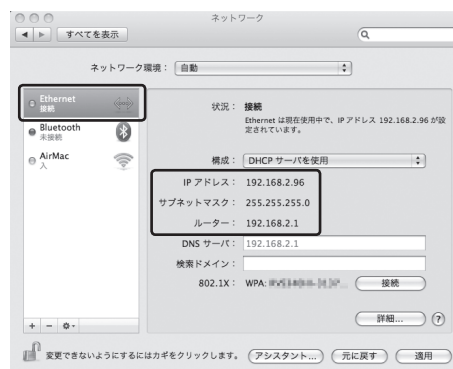 ネットワーク
すべてを表示
ネットワーク環境： 自動
Ethernet
接続
Bluetooth
未接続
AirMac
入
状況： 接続
Ethernet は現在使用中で、IP アドレス 192.168.2.96 が設
定されています。
構成： DHCP サーバを使用
IP アドレス： 192.168.2.96
サブネットマスク： 255.255.255.0
ルーター： 192.168.2.1
DNS サーバ： 192.168.2.1
検索ドメイン：
802.1X： WPA: 接続
詳細... ?
変更できないようにするにはカギをクリックします。 アシスタント... 元に戻す 適用